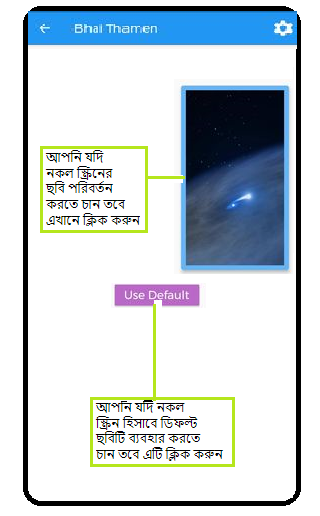 Bhai Thamen
আপনি যদি
নকল স্ক্রিনের
ছবি পরিবর্তন
করতে চান তবে
এখানে ক্লিক করুন
Use Default
আপনি যদি নকল
স্ক্রিন হিসাবে ডিফল্ট
ছবিটি ব্যবহার করতে
চান তবে এটি ক্লিক করুন